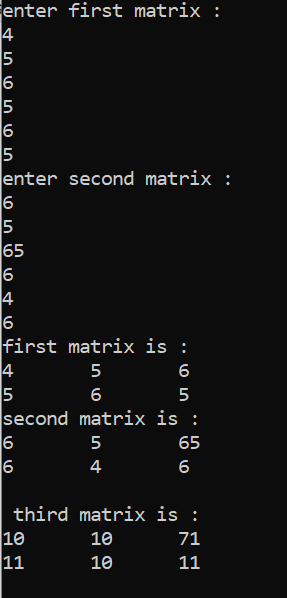 enter first matrix :
4
5
6
5
6
5
enter second matrix :
6
5
65
6
4
6
first matrix is :
4 5 6
5 6 5
second matrix is :
6 5 65
6 4 6
third matrix is :
10 10 71
11 10 11